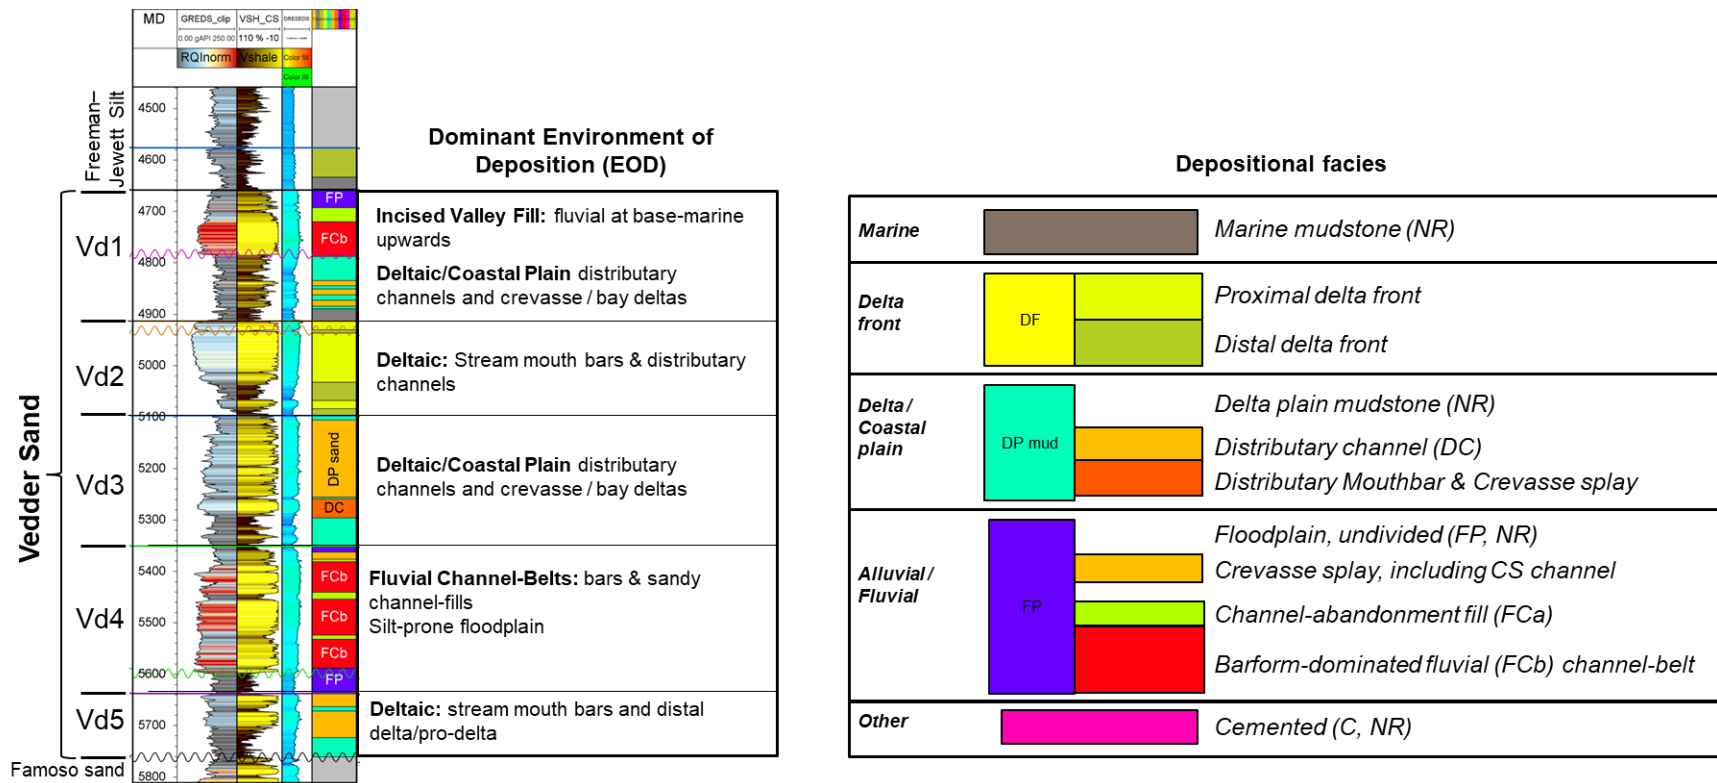 MD
GREDS_clip
VSH_CS
DRESEDS
0.00 gAPI 250.00
110 % -10
RQInorm
Vshale
Color fill
Color fill
Freeman–
Jewett Silt
4500
4600
4700
4800
4900
5000
5100
5200
5300
5400
5500
5600
5700
5800
Vedder Sand
Vd1
Vd2
Vd3
Vd4
Vd5
Famoso sand
FP
FCb
DP sand
DC
FCb
FCb
FCb
FP
Dominant Environment of
Deposition (EOD)
Incised Valley Fill: fluvial at base-marine
upwards
Deltaic/Coastal Plain distributary
channels and crevasse / bay deltas
Deltaic: Stream mouth bars & distributary
channels
Deltaic/Coastal Plain distributary
channels and crevasse / bay deltas
Fluvial Channel-Belts: bars & sandy
channel-fills
Silt-prone floodplain
Deltaic: stream mouth bars and distal
delta/pro-delta
Depositional facies
Marine
Marine mudstone (NR)
Delta
front
DF
Proximal delta front
Distal delta front
Delta /
Coastal
plain
DP mud
Delta plain mudstone (NR)
Distributary channel (DC)
Distributary Mouthbar & Crevasse splay
Alluvial /
Fluvial
FP
Floodplain, undivided (FP, NR)
Crevasse splay, including CS channel
Channel-abandonment fill (FCa)
Barform-dominated fluvial (FCb) channel-belt
Other
Cemented (C, NR)